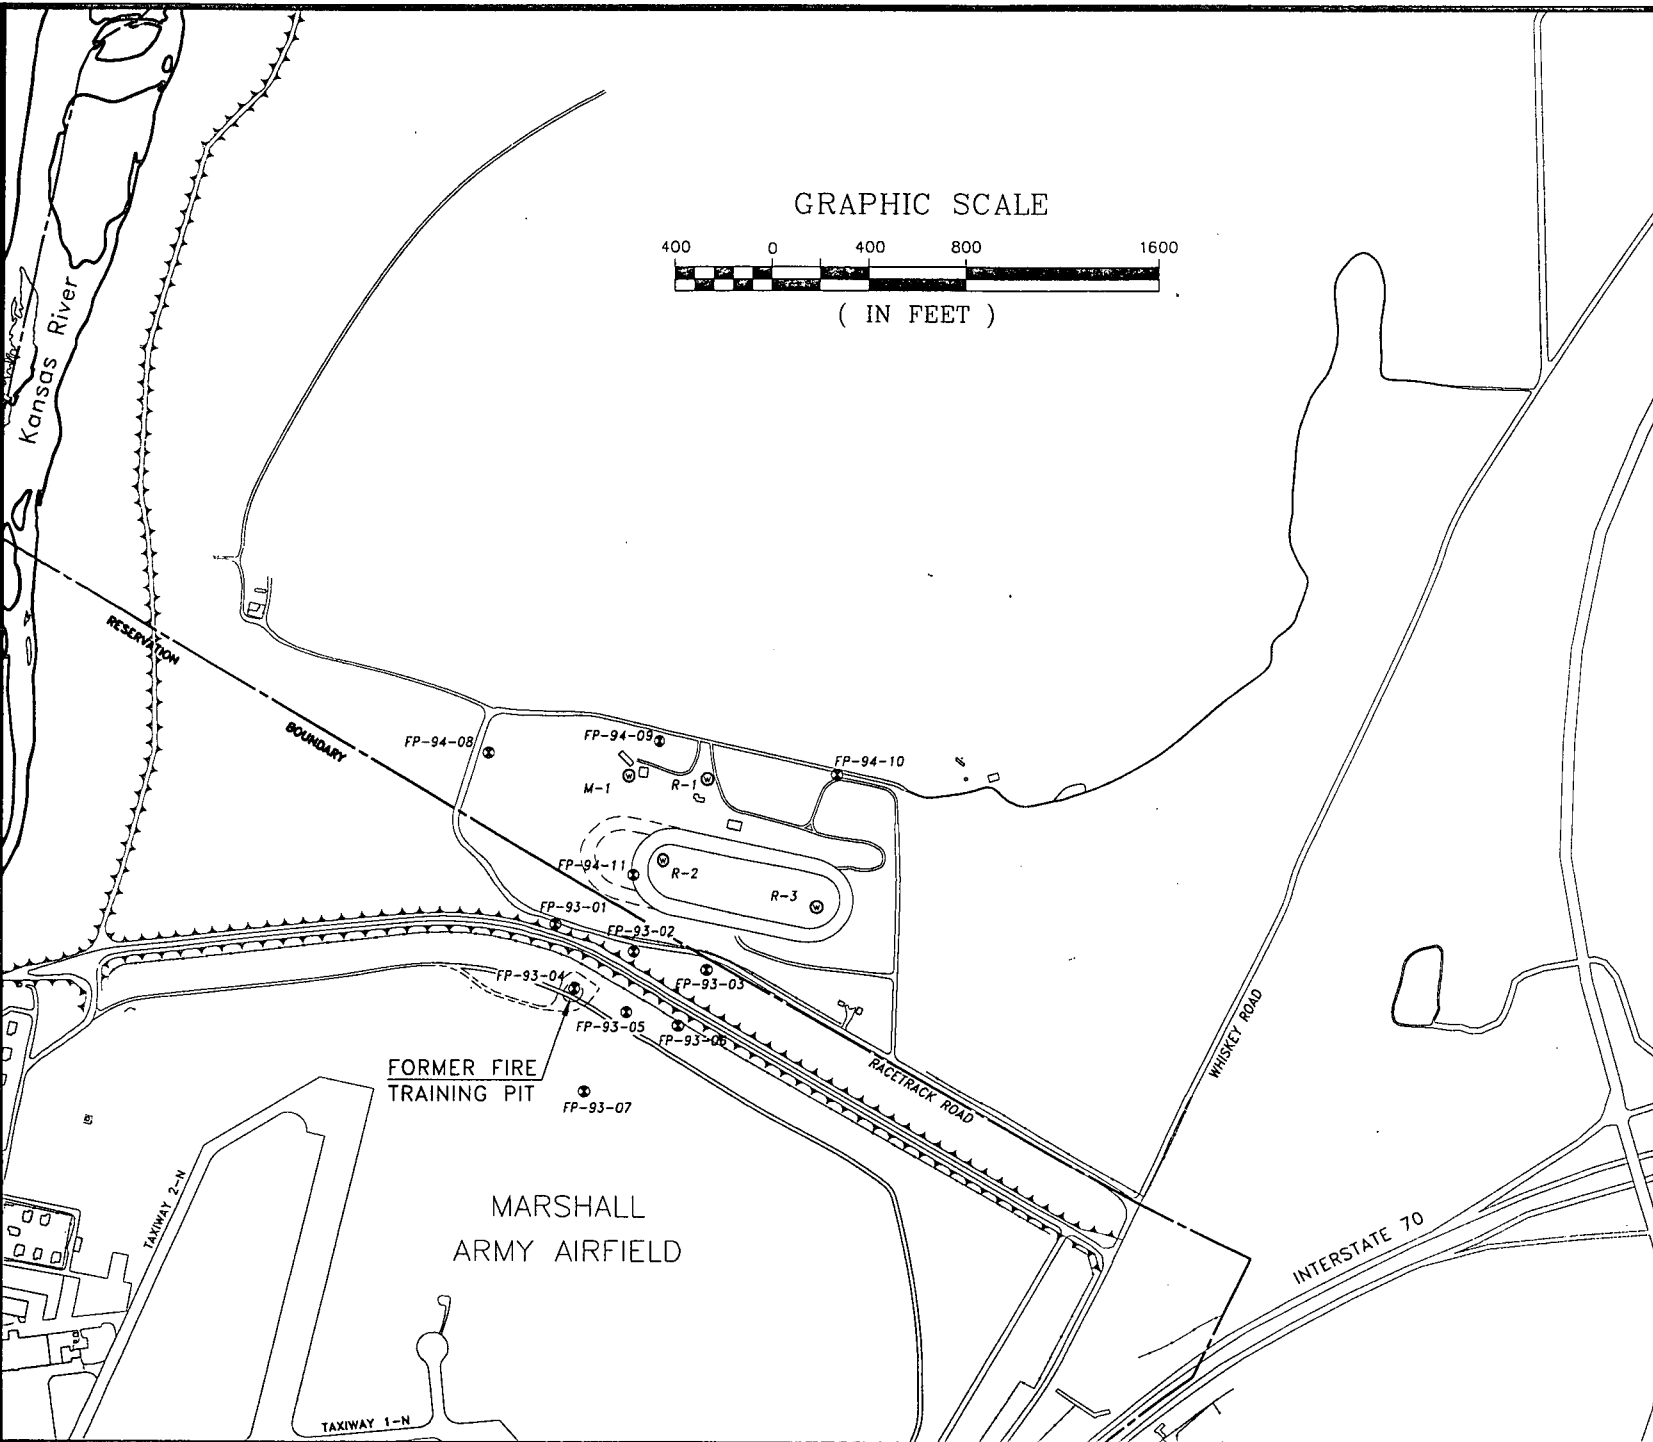 GRAPHIC SCALE
400 0 400 800 1600
( IN FEET )
Kansas River
RESERVATION
BOUNDARY
FP-94-08
FP-94-09
FP-94-10
M-1
R-1
FP-94-11
R-2
R-3
FP-93-01
FP-93-02
FP-93-03
FP-93-04
FP-93-05
FP-93-06
FORMER FIRE
TRAINING PIT
FP-93-07
RACETRACK ROAD
WHISKEY ROAD
TAXIWAY 2-N
MARSHALL
ARMY AIRFIELD
INTERSTATE 70
TAXIWAY 1-N